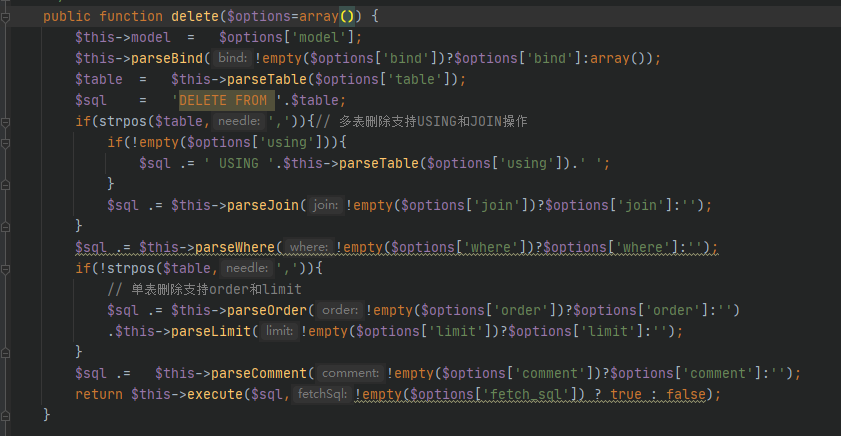 public function delete($options=array()) {
$this->model  =   $options['model'];
$this->parseBind( bind: !empty($options['bind'])?$options['bind']:array());
$table  =   $this->parseTable($options['table']);
$sql    =   'DELETE FROM '.$table;
if(strpos($table, needle: ',')){// 多表删除支持USING和JOIN操作
if(!empty($options['using'])){
$sql .= ' USING '.$this->parseTable($options['using']).' ';
}
$sql .= $this->parseJoin( join: !empty($options['join'])?$options['join']:'');
}
$sql .= $this->parseWhere( where: !empty($options['where'])?$options['where']:'');
if(!strpos($table, needle: ',')){
// 单表删除支持order和limit
$sql .= $this->parseOrder( order: !empty($options['order'])?$options['order']:'')
.$this->parseLimit( limit: !empty($options['limit'])?$options['limit']:'');
}
$sql .=   $this->parseComment( comment: !empty($options['comment'])?$options['comment']:'');
return $this->execute($sql, fetchSql: !empty($options['fetch_sql']) ? true : false);
}